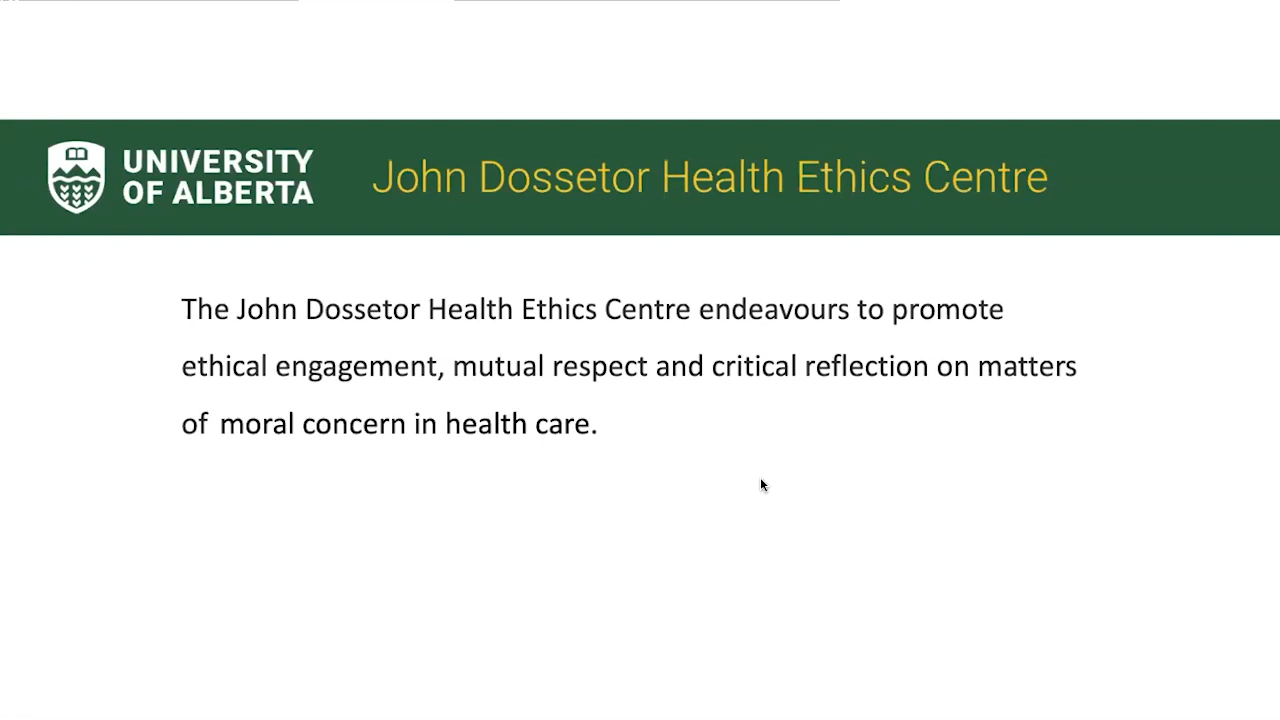 UNIVERSITY
OF ALBERTA
John Dossetor Health Ethics Centre
The John Dossetor Health Ethics Centre endeavours to promote
ethical engagement, mutual respect and critical reflection on matters
of moral concern in health care.